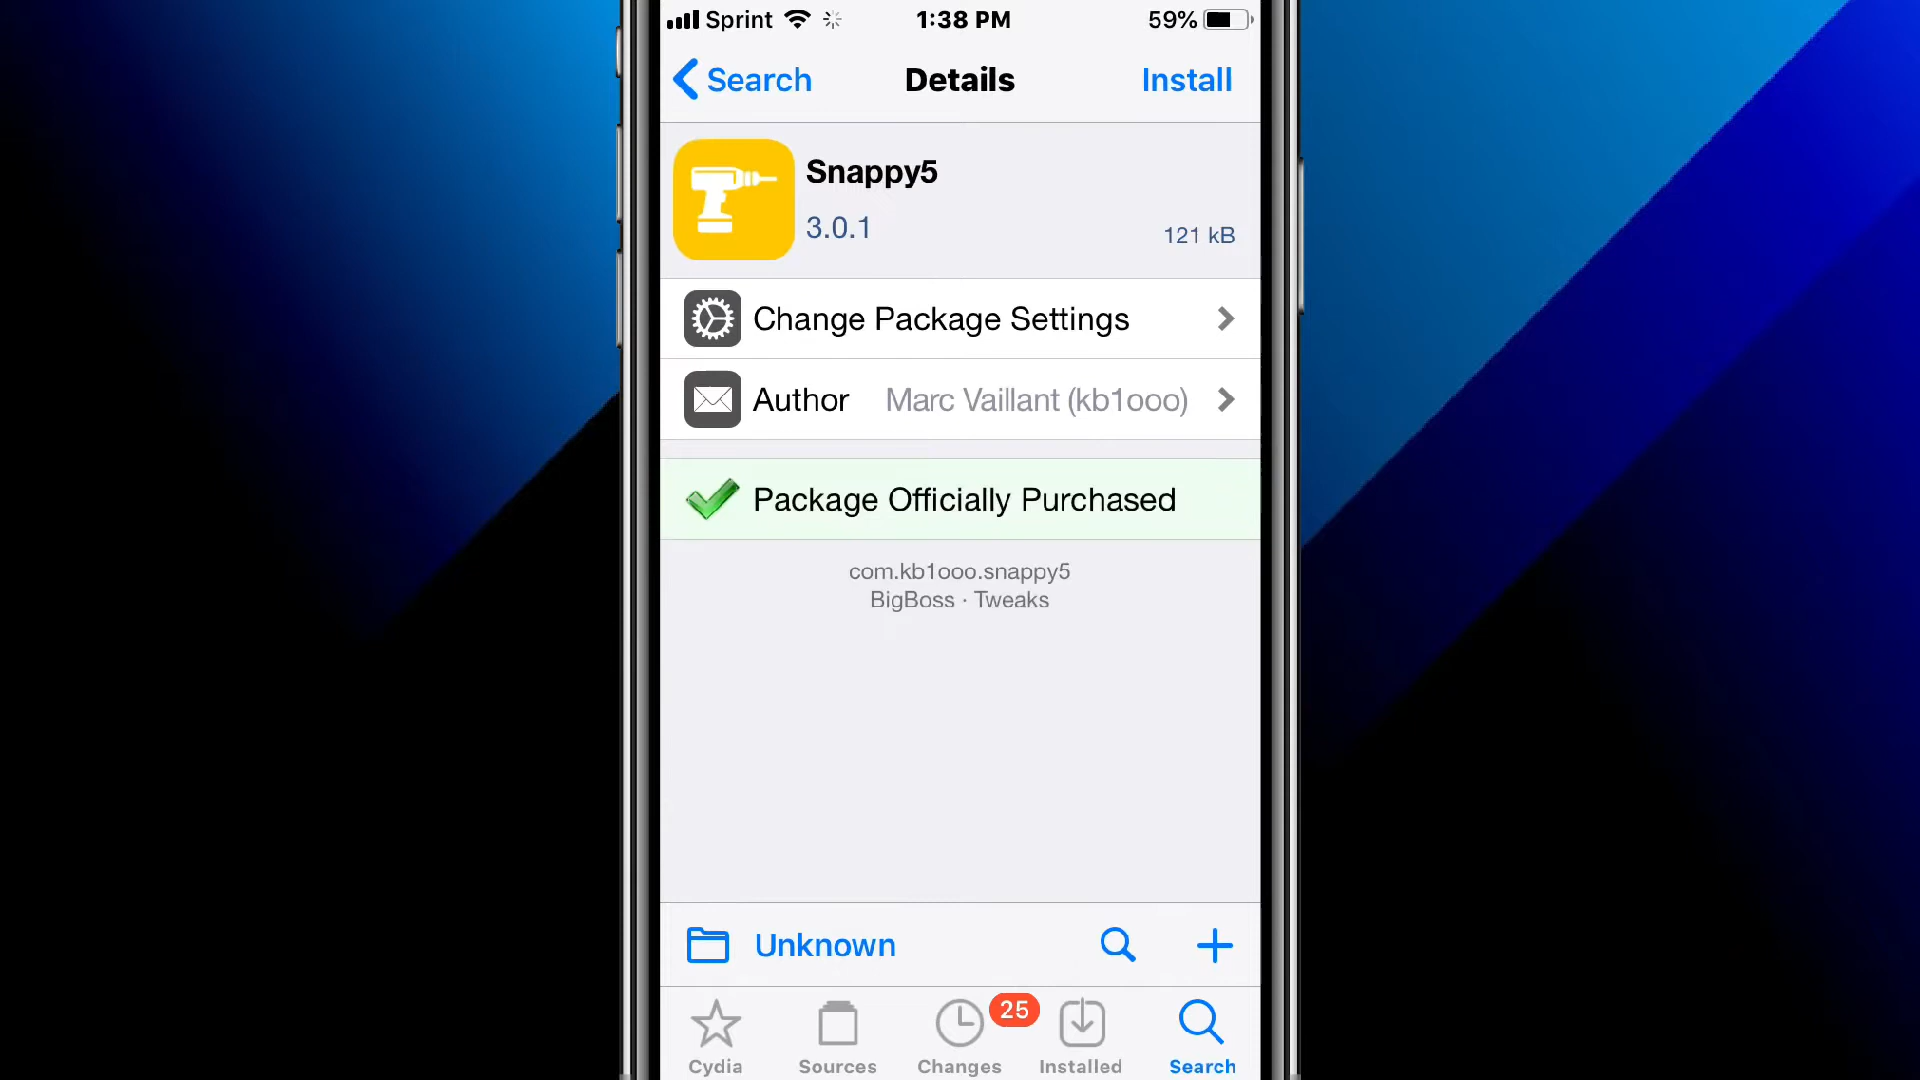 Sprint 1:38 PM 59%
Search Details Install
Snappy5
3.0.1 121 kB
Change Package Settings
Author Marc Vaillant (kb1ooo)
Package Officially Purchased
com.kb1ooo.snappy5
BigBoss · Tweaks
Unknown
25
Cydia Sources Changes Installed Search